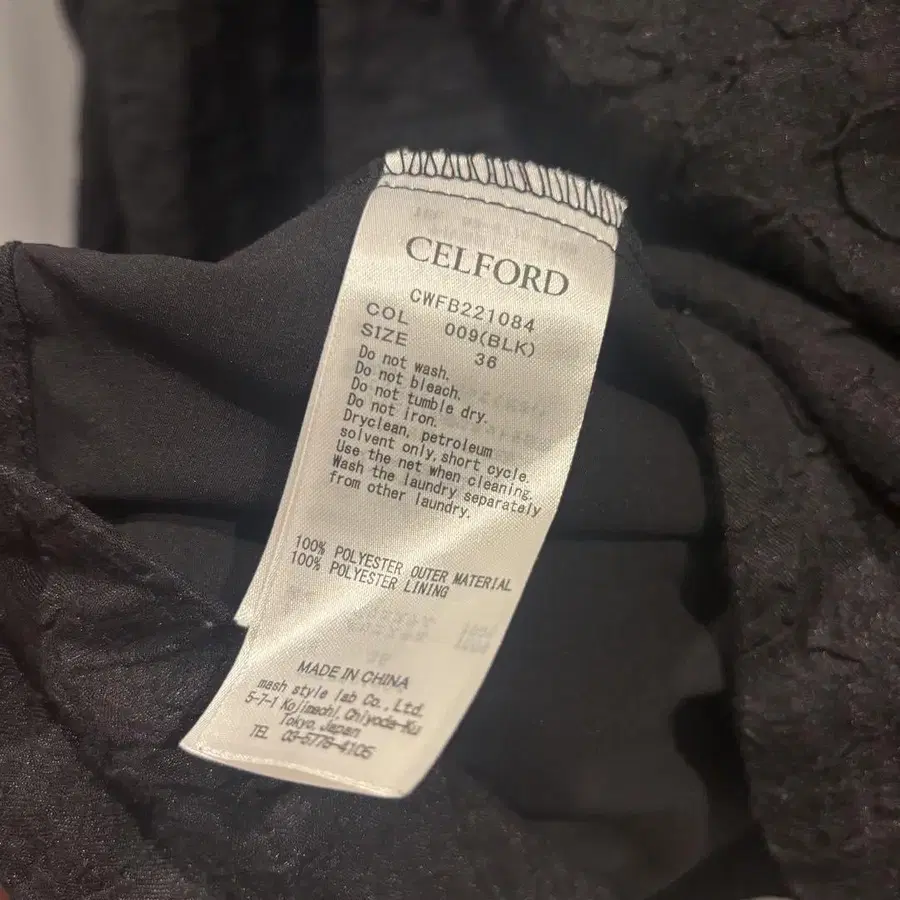 CELFORD
CWFB221084
COL 009(BLK)
SIZE 36
Do not wash.
Do not bleach.
Do not tumble dry.
Do not iron.
Dryclean, petroleum
solvent only, short cycle.
Use the net when cleaning.
Wash the laundry separately
from other laundry.
100% POLYESTER OUTER MATERIAL
100% POLYESTER LINING
MADE IN CHINA
mash style lab Co., Ltd.
5-7-1 Kojimachi, Chiyoda-Ku
Tokyo, Japan
TEL 03-5778-4105